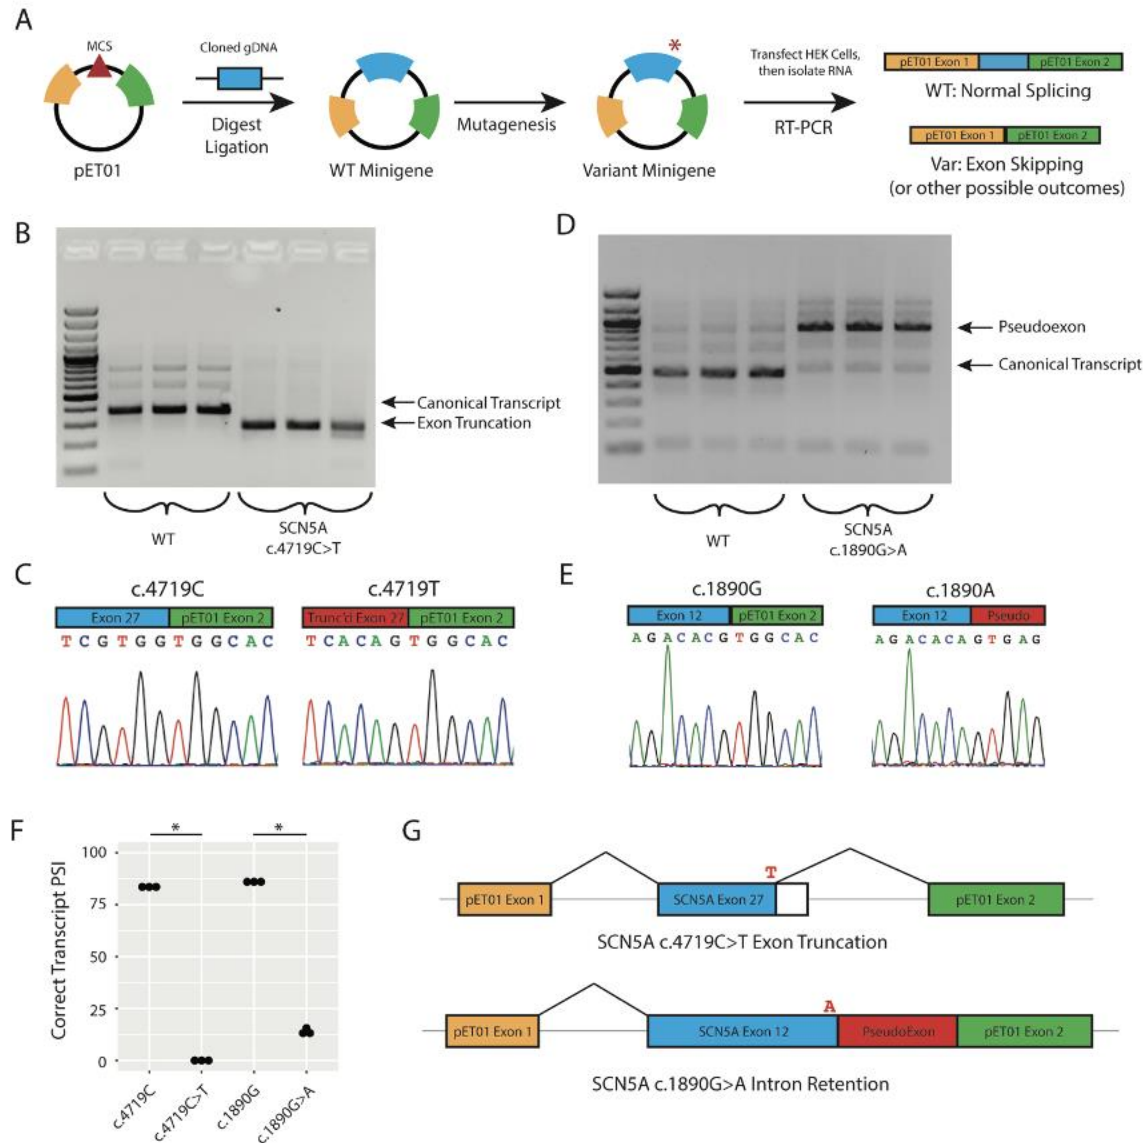 A
MCS
pET01
Cloned gDNA
Digest
Ligation
WT Minigene
Mutagenesis
*
Variant Minigene
Transfect HEK Cells,
then isolate RNA
RT-PCR
pET01 Exon 1
pET01 Exon 2
WT: Normal Splicing
pET01 Exon 1
pET01 Exon 2
Var: Exon Skipping
(or other possible outcomes)
B
Canonical Transcript
Exon Truncation
WT
SCN5A
c.4719C>T
D
Pseudoexon
Canonical Transcript
WT
SCN5A
c.1890G>A
C
c.4719C
Exon 27
pET01 Exon 2
T C G T G G T G G C A C
c.4719T
Trunc'd Exon 27
pET01 Exon 2
T C A C A G T G G C A C
E
c.1890G
Exon 12
pET01 Exon 2
A G A C A C G T G G C A C
c.1890A
Exon 12
Pseudo
A G A C A C A G T G A G
F
Correct Transcript PSI
100
75
50
25
0
*
*
c.4719C
c.4719C>T
c.1890G
c.1890G>A
G
T
pET01 Exon 1
SCN5A Exon 27
pET01 Exon 2
SCN5A c.4719C>T Exon Truncation
A
pET01 Exon 1
SCN5A Exon 12
PseudoExon
pET01 Exon 2
SCN5A c.1890G>A Intron Retention